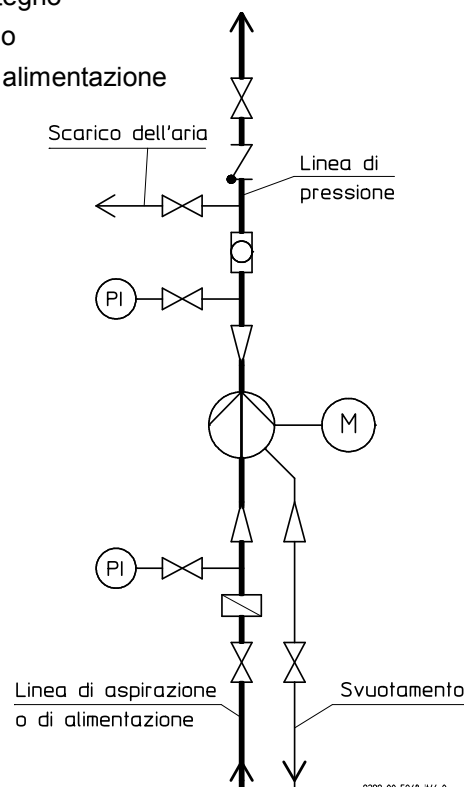 o
alimentazione
Scarico dell'aria
Linea di
pressione
PI
M
PI
Linea di aspirazione
o di alimentazione
Svuotamento